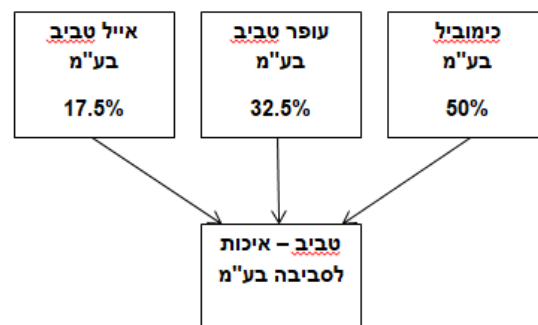 כימוביל
בע"מ
50%
עופר טביב
בע"מ
32.5%
אייל טביב
בע"מ
17.5%
טביב – איכות
לסביבה בע"מ